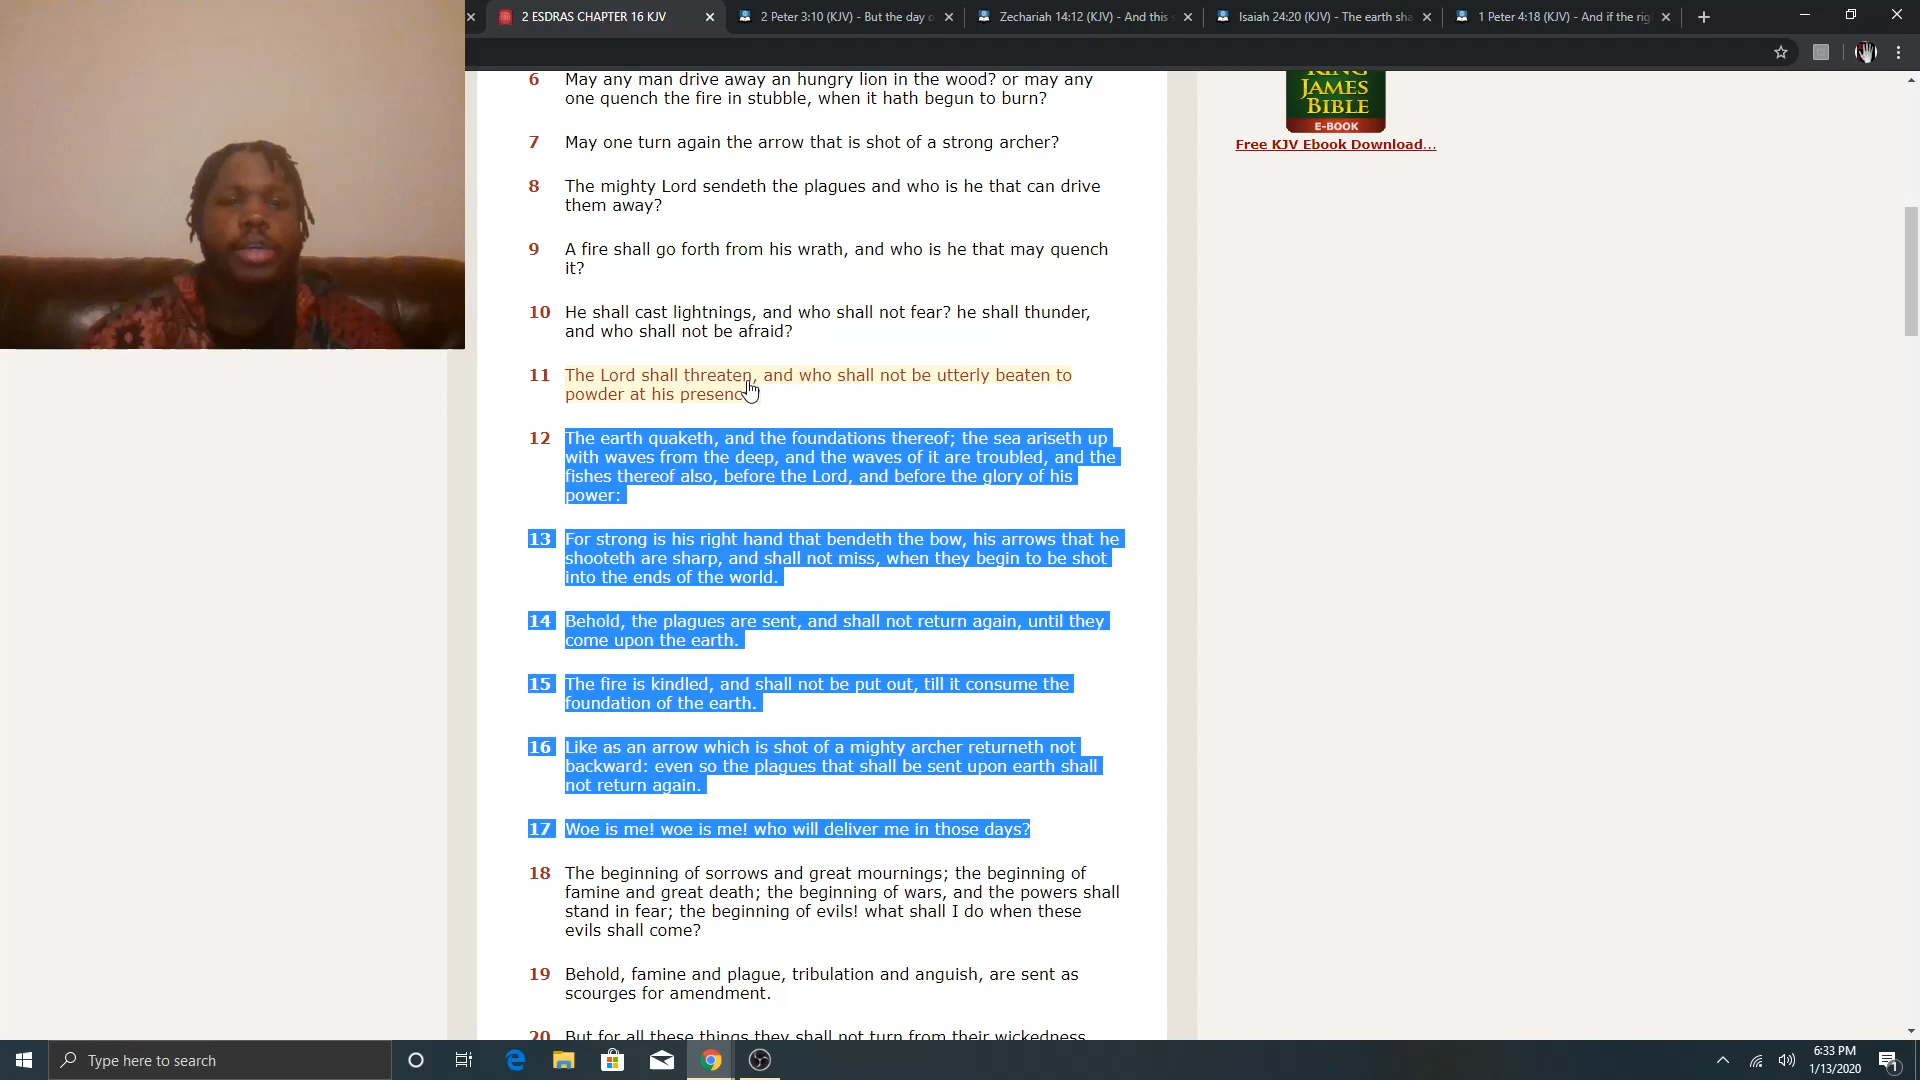 2 ESDRAS CHAPTER 16 KJV
2 Peter 3:10 (KJV) - But the day
Zechariah 14:12 (KJV) - And this
Isaiah 24:20 (KJV) - The earth sha
1 Peter 4:18 (KJV) - And if the rig
6 May any man drive away an hungry lion in the wood? or may any
one quench the fire in stubble, when it hath begun to burn?
7 May one turn again the arrow that is shot of a strong archer?
8 The mighty Lord sendeth the plagues and who is he that can drive
them away?
9 A fire shall go forth from his wrath, and who is he that may quench
it?
10 He shall cast lightnings, and who shall not fear? he shall thunder,
and who shall not be afraid?
11 The Lord shall threaten, and who shall not be utterly beaten to
powder at his presenc
12 The earth quaketh, and the foundations thereof; the sea ariseth up
with waves from the deep, and the waves of it are troubled, and the
fishes thereof also, before the Lord, and before the glory of his
power:
13 For strong is his right hand that bendeth the bow, his arrows that he
shooteth are sharp, and shall not miss, when they begin to be shot
into the ends of the world.
14 Behold, the plagues are sent, and shall not return again, until they
come upon the earth.
15 The fire is kindled, and shall not be put out, till it consume the
foundation of the earth.
16 Like as an arrow which is shot of a mighty archer returneth not
backward: even so the plagues that shall be sent upon earth shall
not return again.
17 Woe is me! woe is me! who will deliver me in those days?
18 The beginning of sorrows and great mournings; the beginning of
famine and great death; the beginning of wars, and the powers shall
stand in fear; the beginning of evils! what shall I do when these
evils shall come?
19 Behold, famine and plague, tribulation and anguish, are sent as
scourges for amendment.
20 But for all these things they shall not turn from their wickedness
KING
JAMES
BIBLE
E-BOOK
Free KJV Ebook Download...
Type here to search
6:33 PM
1/13/2020
1